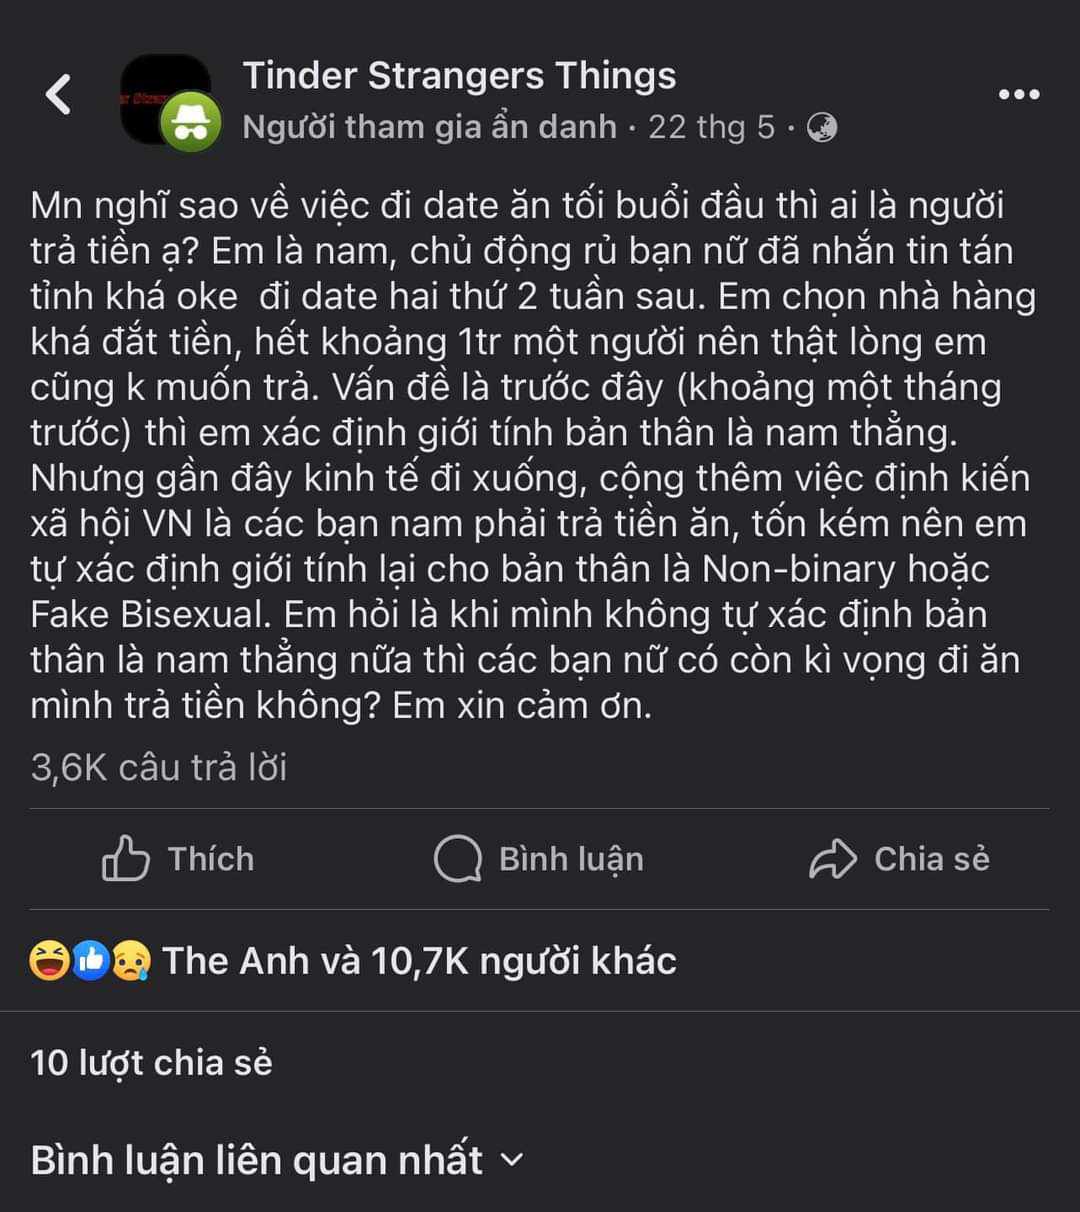 Tinder Strangers Things
Người tham gia ẩn danh · 22 thg 5 ·
Mn nghĩ sao về việc đi date ăn tối buổi đầu thì ai là người
trả tiền ạ? Em là nam, chủ động rủ bạn nữ đã nhắn tin tán
tỉnh khá oke  đi date hai thứ 2 tuần sau. Em chọn nhà hàng
khá đắt tiền, hết khoảng 1tr một người nên thật lòng em
cũng k muốn trả. Vấn đề là trước đây (khoảng một tháng
trước) thì em xác định giới tính bản thân là nam thẳng.
Nhưng gần đây kinh tế đi xuống, cộng thêm việc định kiến
xã hội VN là các bạn nam phải trả tiền ăn, tốn kém nên em
tự xác định giới tính lại cho bản thân là Non-binary hoặc
Fake Bisexual. Em hỏi là khi mình không tự xác định bản
thân là nam thẳng nữa thì các bạn nữ có còn kì vọng đi ăn
mình trả tiền không? Em xin cảm ơn.
3,6K câu trả lời
Thích Bình luận Chia sẻ
The Anh và 10,7K người khác
10 lượt chia sẻ
Bình luận liên quan nhất